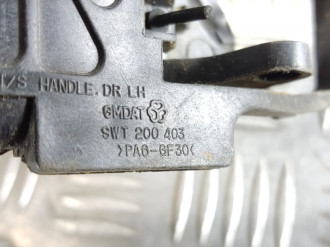 I/S HANDLE.DR LH
GMDAT
SWT 200 403
>PA6-GF30<